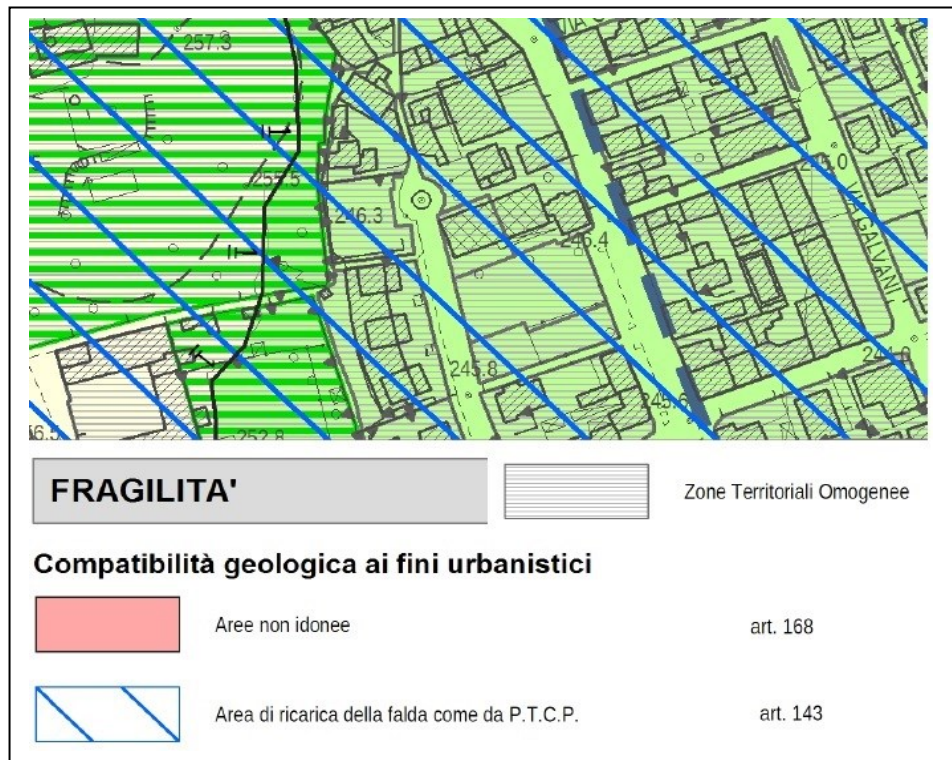 257.3
255.5
246.3
246.4
245.0
VIA GALVANI
245.8
245.6
252.8
FRAGILITA'
Zone Territoriali Omogenee
Compatibilità geologica ai fini urbanistici
Aree non idonee
art. 168
Area di ricarica della falda come da P.T.C.P.
art. 143